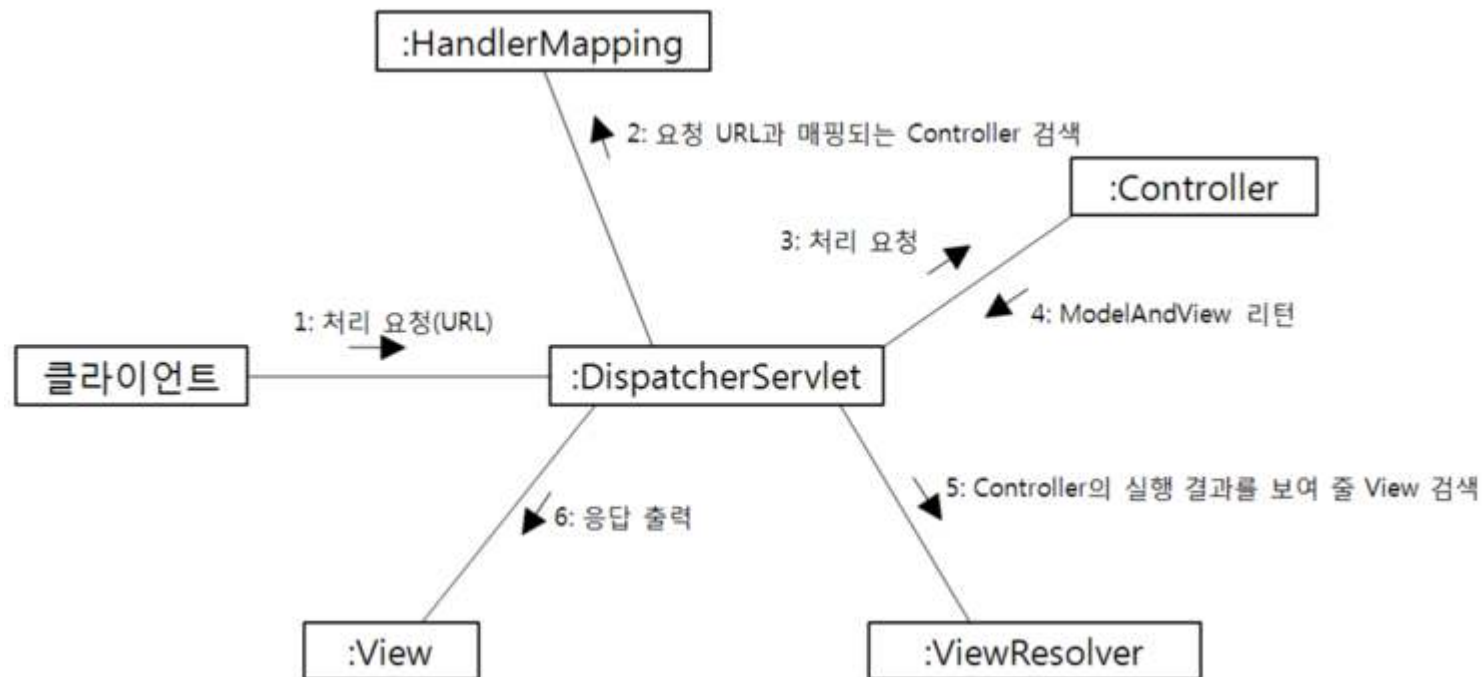 :HandlerMapping
2: 요청 URL과 매핑되는 Controller 검색
:Controller
3: 처리 요청
4: ModelAndView 리턴
1: 처리 요청(URL)
클라이언트
:DispatcherServlet
5: Controller의 실행 결과를 보여 줄 View 검색
6: 응답 출력
:View
:ViewResolver